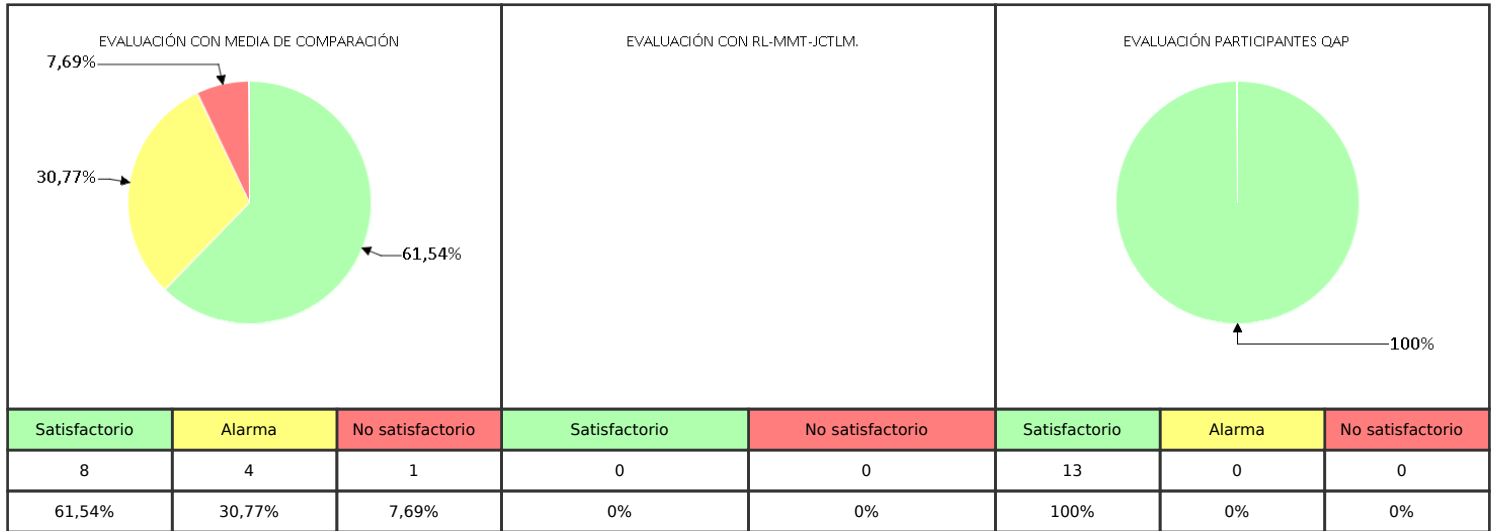 EVALUACIÓN CON MEDIA DE COMPARACIÓN
7,69%
30,77%
61,54%
EVALUACIÓN CON RL-MMT-JCTLM.
EVALUACIÓN PARTICIPANTES QAP
100%
Satisfactorio Alarma No satisfactorio Satisfactorio No satisfactorio Satisfactorio Alarma No satisfactorio
8 4 1 0 0 13 0 0
61,54% 30,77% 7,69% 0% 0% 100% 0% 0%